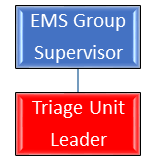 EMS Group
Supervisor
Triage Unit
Leader